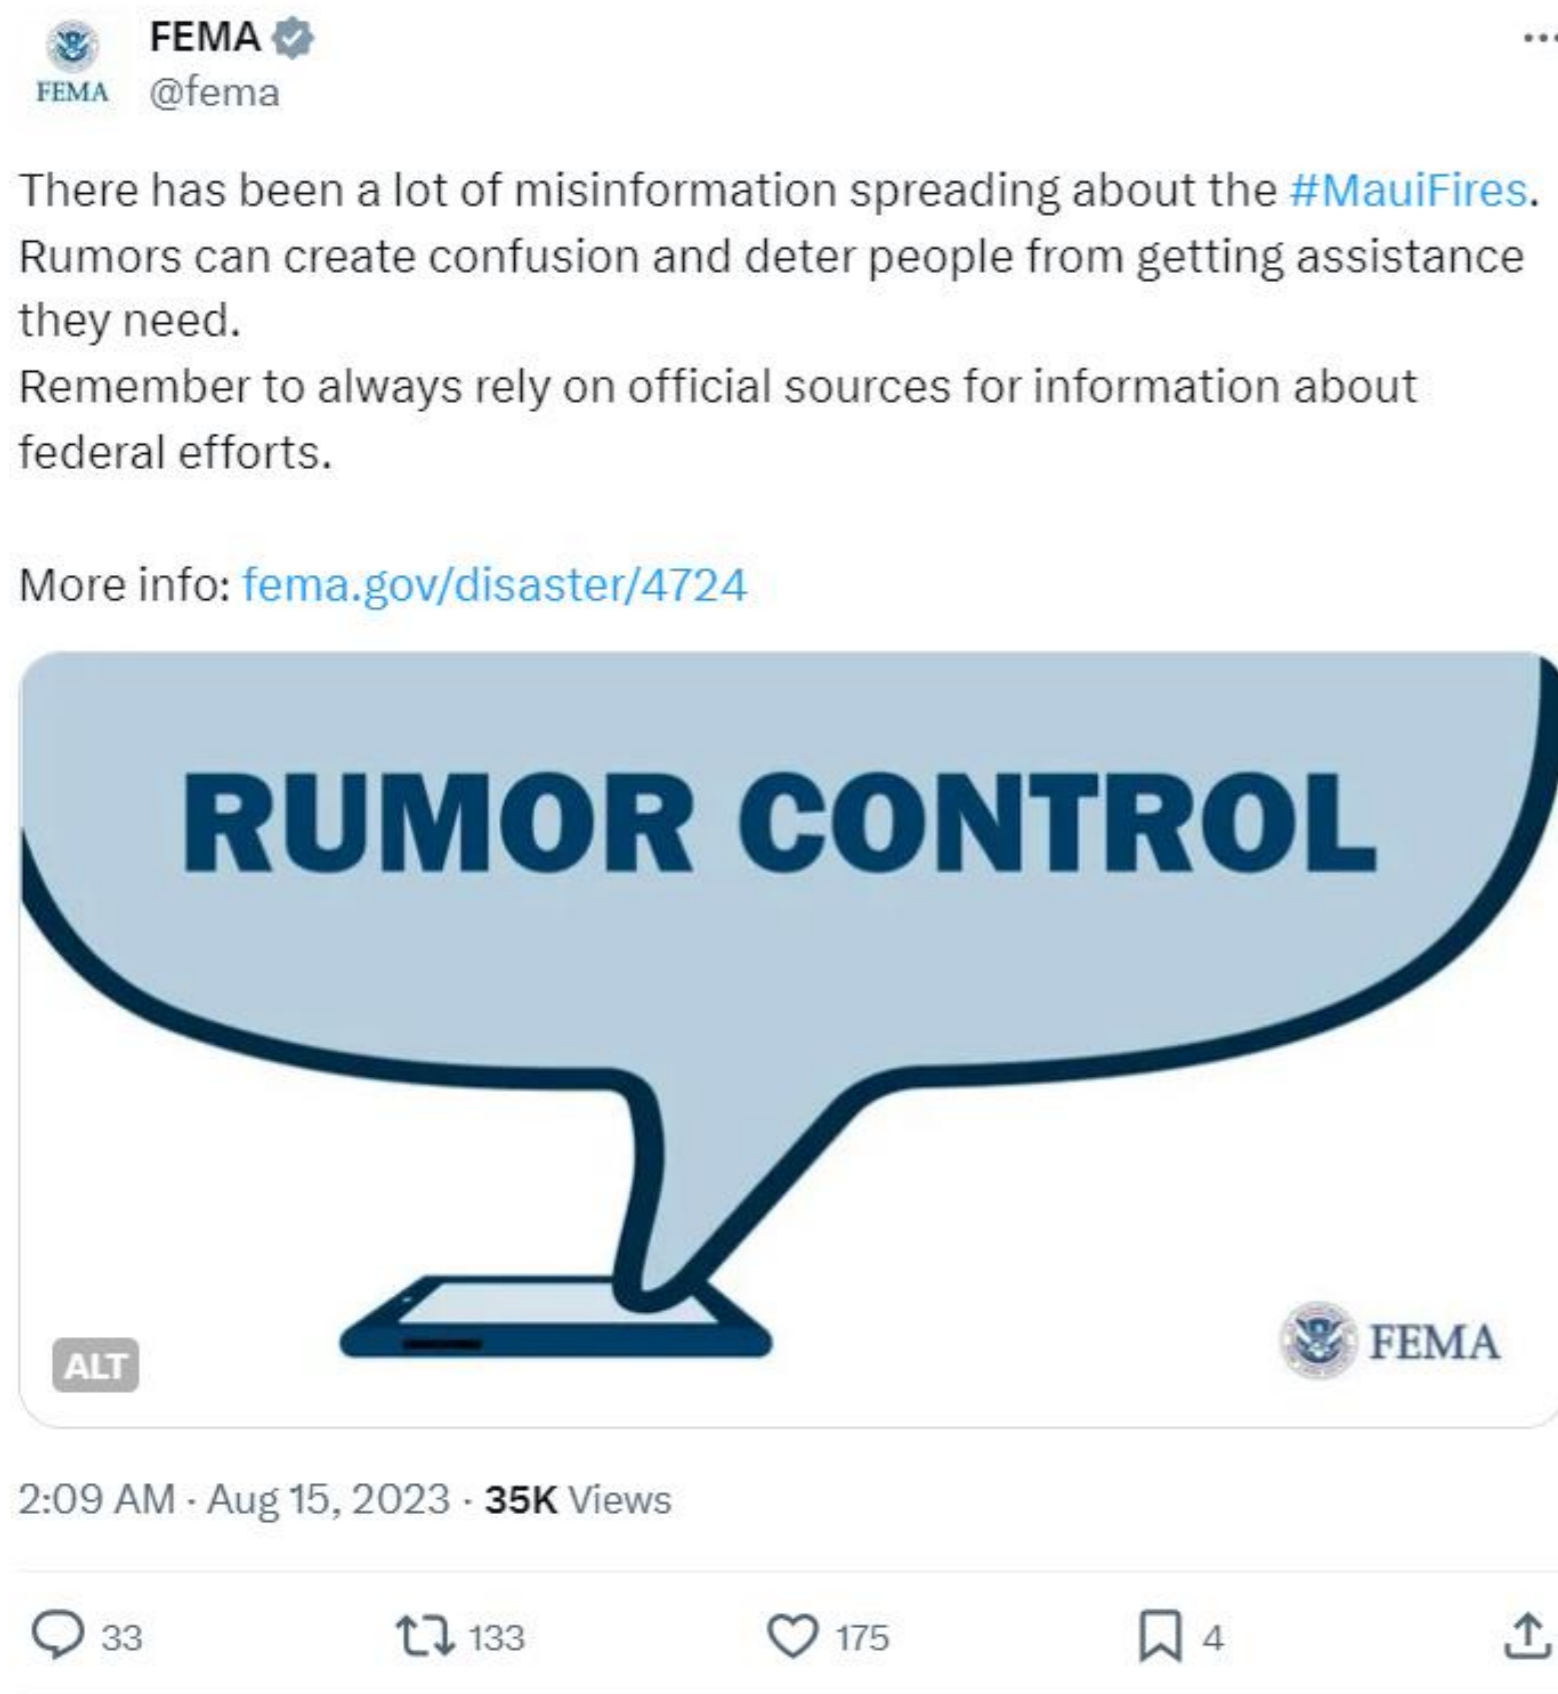 FEMA
@fema
FEMA
There has been a lot of misinformation spreading about the #MauiFires.
Rumors can create confusion and deter people from getting assistance
they need.
Remember to always rely on official sources for information about
federal efforts.
More info: fema.gov/disaster/4724
RUMOR CONTROL
ALT
FEMA
2:09 AM · Aug 15, 2023 · 35K Views
33 133 175 4